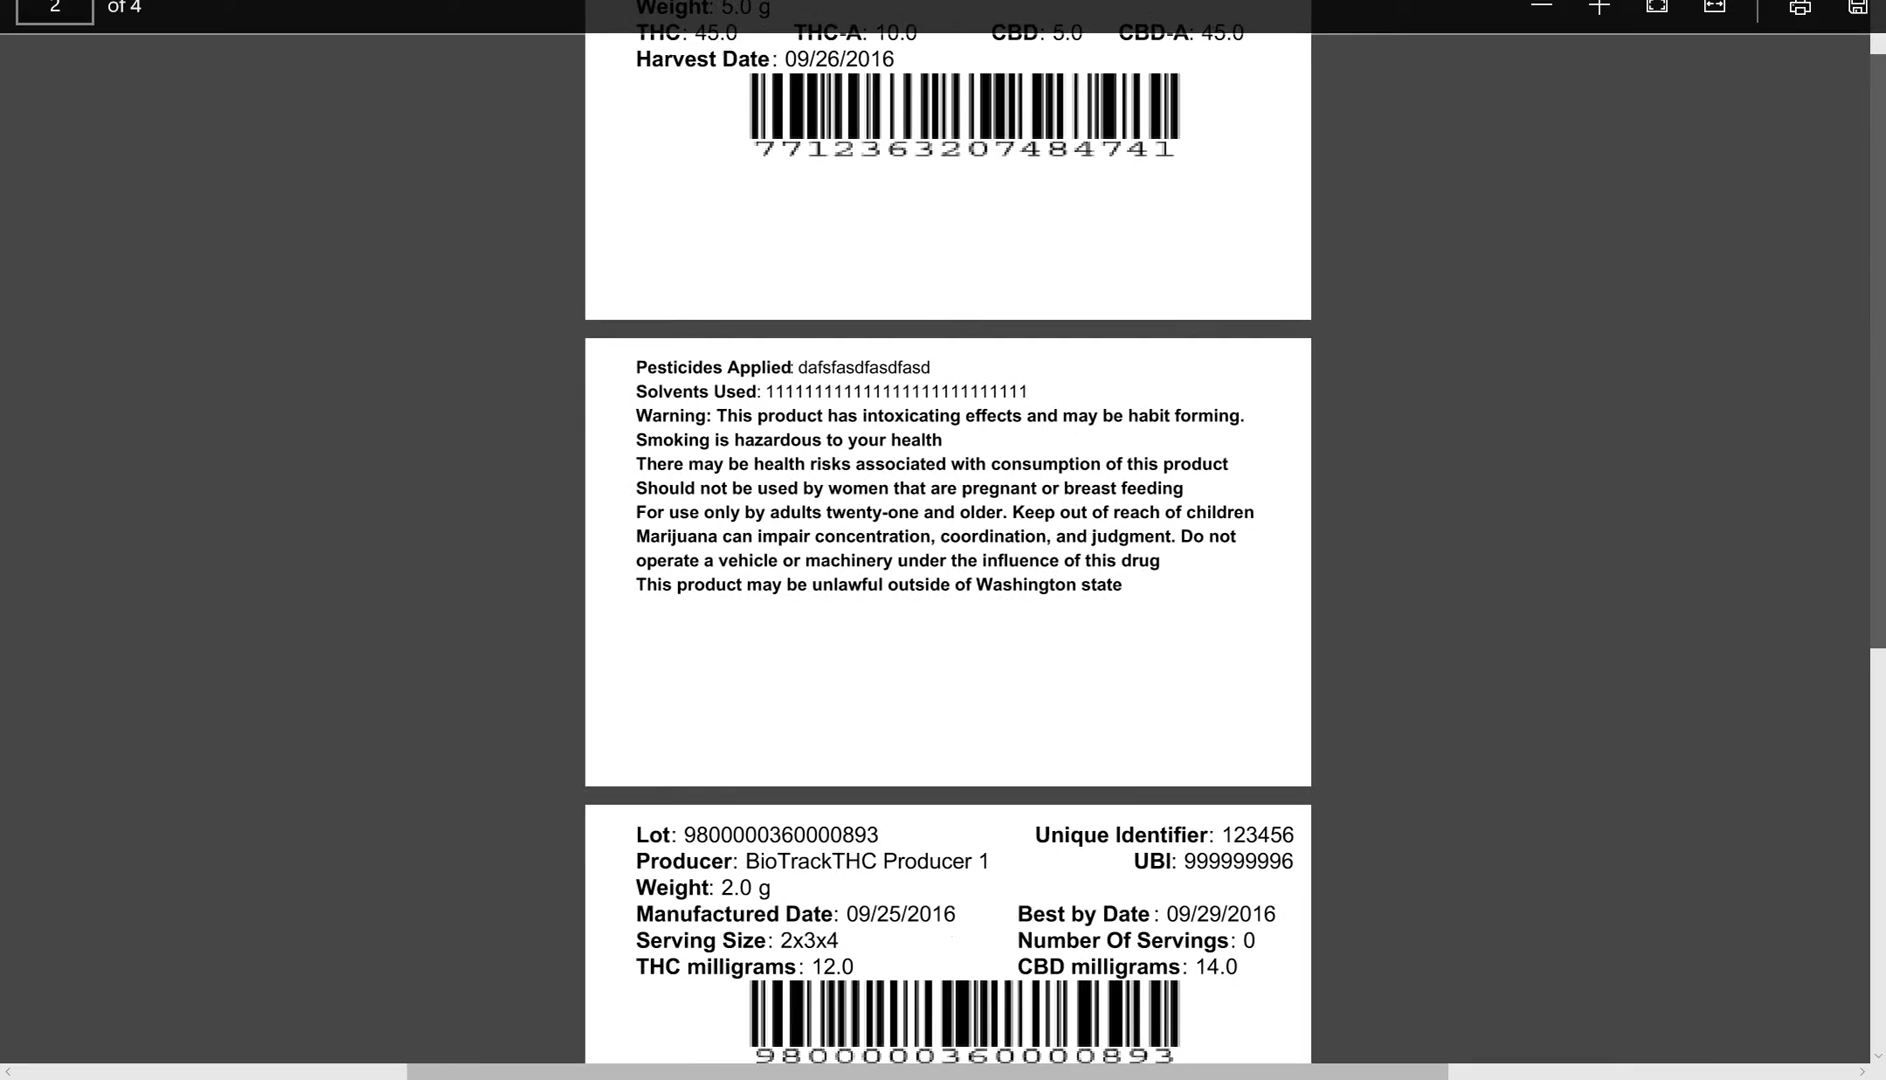 2 of 4
Weight: 5.0 g
THC: 45.0 THC-A: 10.0 CBD: 5.0 CBD-A: 45.0
Harvest Date: 09/26/2016
7712363207484741
Pesticides Applied: dafsfasdfasdfasd
Solvents Used: 111111111111111111111111111
Warning: This product has intoxicating effects and may be habit forming.
Smoking is hazardous to your health
There may be health risks associated with consumption of this product
Should not be used by women that are pregnant or breast feeding
For use only by adults twenty-one and older. Keep out of reach of children
Marijuana can impair concentration, coordination, and judgment. Do not
operate a vehicle or machinery under the influence of this drug
This product may be unlawful outside of Washington state
Lot: 9800000360000893 Unique Identifier: 123456
Producer: BioTrackTHC Producer 1 UBI: 999999996
Weight: 2.0 g
Manufactured Date: 09/25/2016 Best by Date: 09/29/2016
Serving Size: 2x3x4 Number Of Servings: 0
THC milligrams: 12.0 CBD milligrams: 14.0
9800000360000893